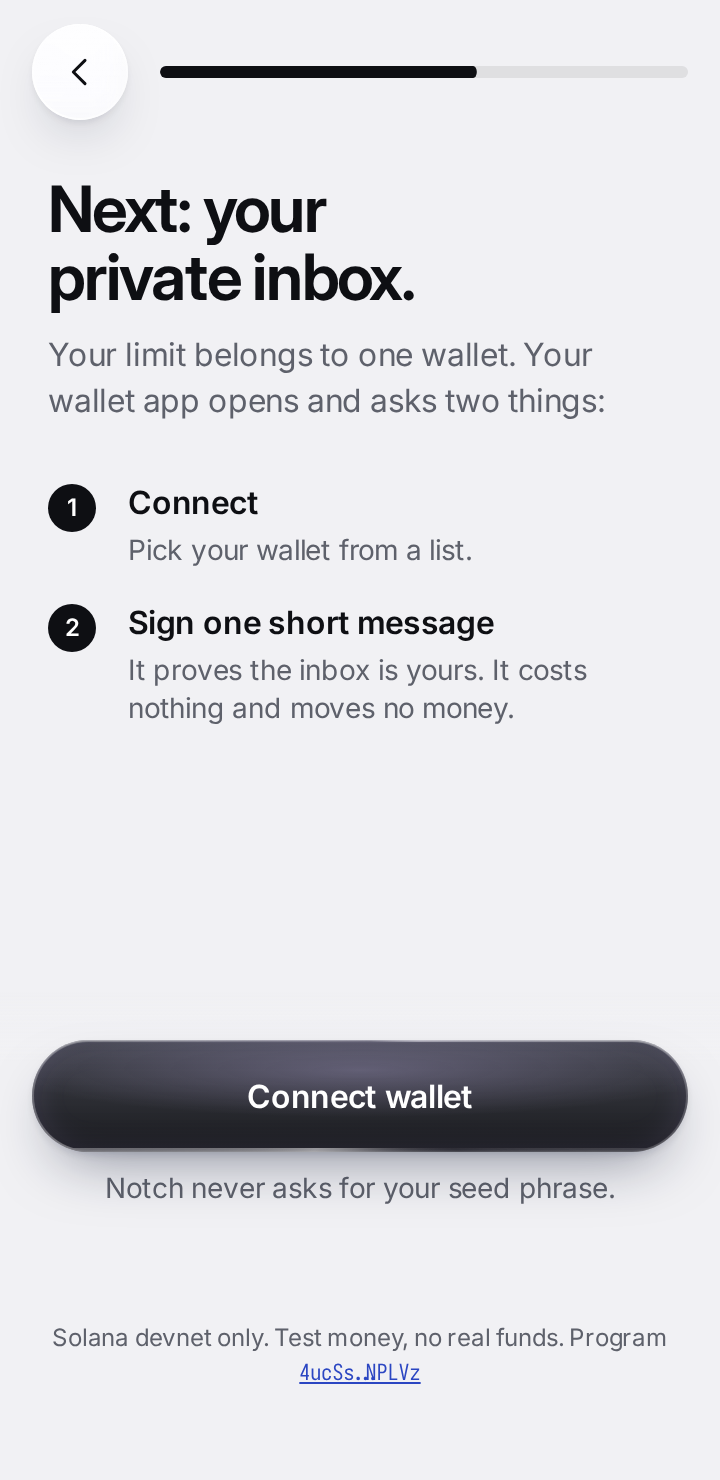 Next: your
private inbox.
Your limit belongs to one wallet. Your
wallet app opens and asks two things:
1 Connect
Pick your wallet from a list.
2 Sign one short message
It proves the inbox is yours. It costs
nothing and moves no money.
Connect wallet
Notch never asks for your seed phrase.
Solana devnet only. Test money, no real funds. Program
4ucSs…NPLVz